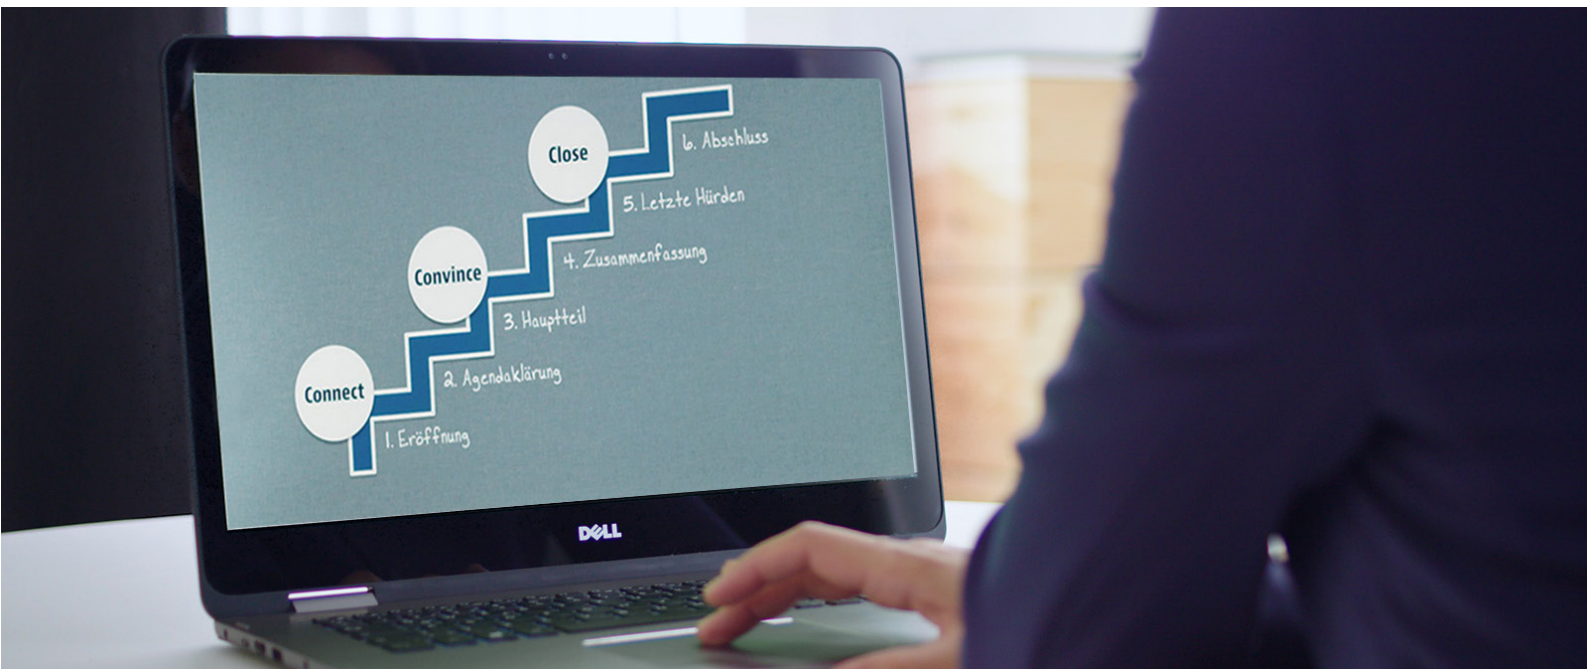 6. Abschluss
Close
5. Letzte Hürden
4. Zusammenfassung
Convince
3. Hauptteil
2. Agendaklärung
Connect
1. Eröffnung
DELL